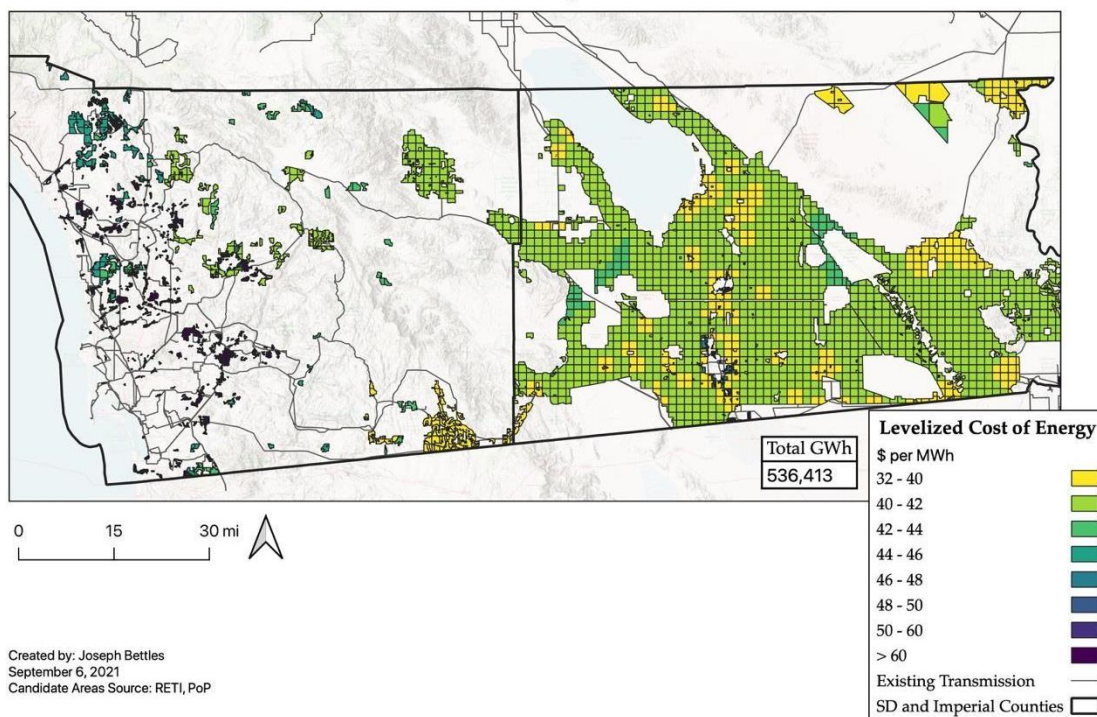 Total GWh
536,413
Levelized Cost of Energy
$ per MWh
32 - 40
40 - 42
42 - 44
44 - 46
46 - 48
48 - 50
50 - 60
> 60
Existing Transmission
SD and Imperial Counties
0 15 30 mi
Created by: Joseph Bettles
September 6, 2021
Candidate Areas Source: RETI, PoP